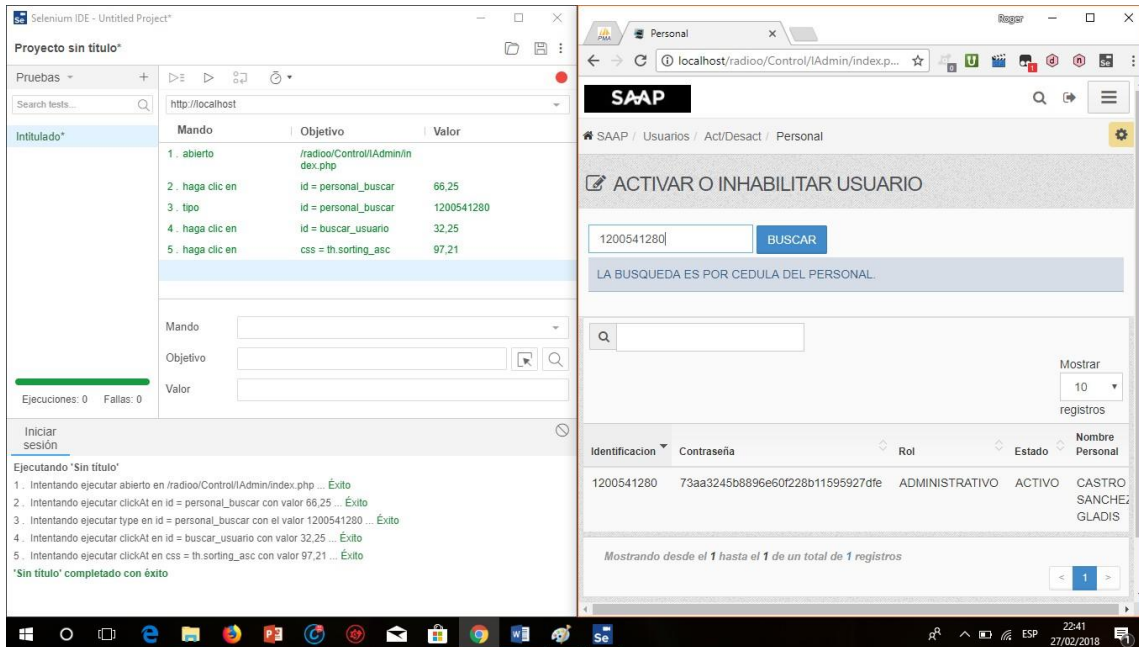 Selenium IDE - Untitled Project*
Proyecto sin título*
Pruebas
Search tests...
Intitulado*
Ejecuciones: 0 Fallas: 0
http://localhost
Mando Objetivo Valor
1 . abierto /radioo/Control/IAdmin/in
dex.php
2 . haga clic en id = personal_buscar 66,25
3 . tipo id = personal_buscar 1200541280
4 . haga clic en id = buscar_usuario 32,25
5 . haga clic en css = th.sorting_asc 97,21
Mando
Objetivo
Valor
Iniciar
sesión
Ejecutando 'Sin título'
1 . Intentando ejecutar abierto en /radioo/Control/IAdmin/index.php ... Éxito
2 . Intentando ejecutar clickAt en id = personal_buscar con valor 66,25 ... Éxito
3 . Intentando ejecutar type en id = personal_buscar con el valor 1200541280 ... Éxito
4 . Intentando ejecutar clickAt en id = buscar_usuario con valor 32,25 ... Éxito
5 . Intentando ejecutar clickAt en css = th.sorting_asc con valor 97,21 ... Éxito
'Sin título' completado con éxito
Personal
Roger
localhost/radioo/Control/IAdmin/index.p...
SAAP
SAAP / Usuarios / Act/Desact / Personal
ACTIVAR O INHABILITAR USUARIO
1200541280
BUSCAR
LA BUSQUEDA ES POR CEDULA DEL PERSONAL.
Mostrar
10
registros
Identificacion Contraseña Rol Estado Nombre
Personal
1200541280 73aa3245b8896e60f228b11595927dfe ADMINISTRATIVO ACTIVO CASTRO
SANCHEZ
GLADIS
Mostrando desde el 1 hasta el 1 de un total de 1 registros
< 1 >
ESP
22:41
27/02/2018